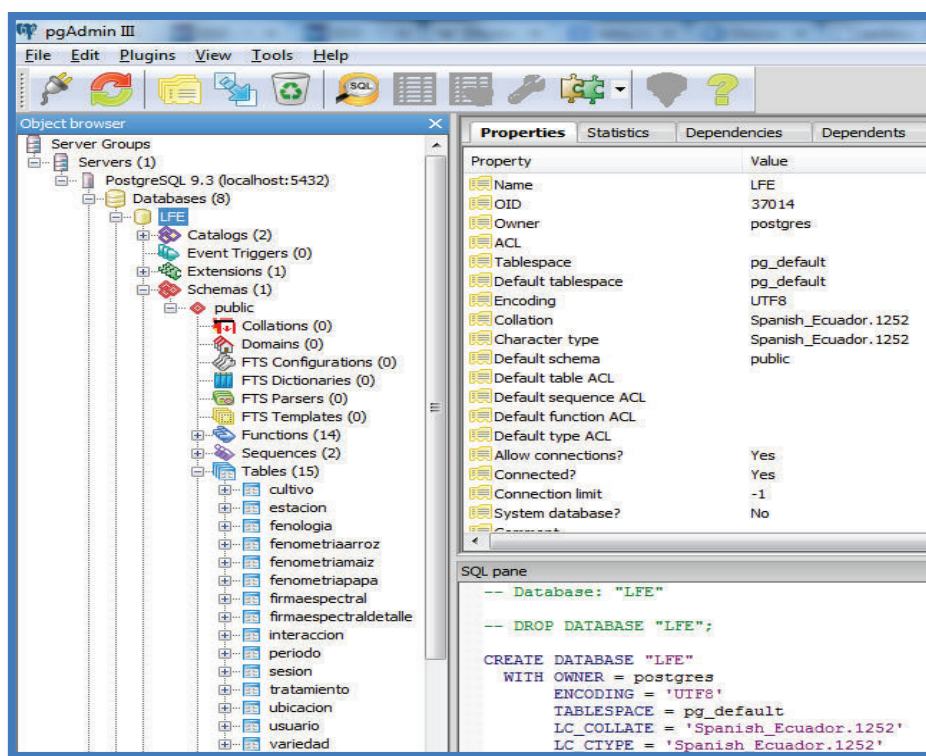 pgAdmin III
File Edit Plugins View Tools Help
SQL
Object browser
Server Groups
Servers (1)
PostgreSQL 9.3 (localhost:5432)
Databases (8)
LFE
Catalogs (2)
Event Triggers (0)
Extensions (1)
Schemas (1)
public
Collations (0)
Domains (0)
FTS Configurations (0)
FTS Dictionaries (0)
FTS Parsers (0)
FTS Templates (0)
Functions (14)
Sequences (2)
Tables (15)
cultivo
estacion
fenologia
fenometriaarroz
fenometriamaiz
fenometriapapa
firmaespectral
firmaespectraldetalle
interaccion
periodo
sesion
tratamiento
ubicacion
usuario
variedad
Properties Statistics Dependencies Dependents
Property Value
Name LFE
OID 37014
Owner postgres
ACL
Tablespace pg_default
Default tablespace pg_default
Encoding UTF8
Collation Spanish_Ecuador.1252
Character type Spanish_Ecuador.1252
Default schema public
Default table ACL
Default sequence ACL
Default function ACL
Default type ACL
Allow connections? Yes
Connected? Yes
Connection limit -1
System database? No
SQL pane
-- Database: "LFE"
-- DROP DATABASE "LFE";
CREATE DATABASE "LFE"
WITH OWNER = postgres
ENCODING = 'UTF8'
TABLESPACE = pg_default
LC_COLLATE = 'Spanish_Ecuador.1252'
LC_CTYPE = 'Spanish_Ecuador.1252'